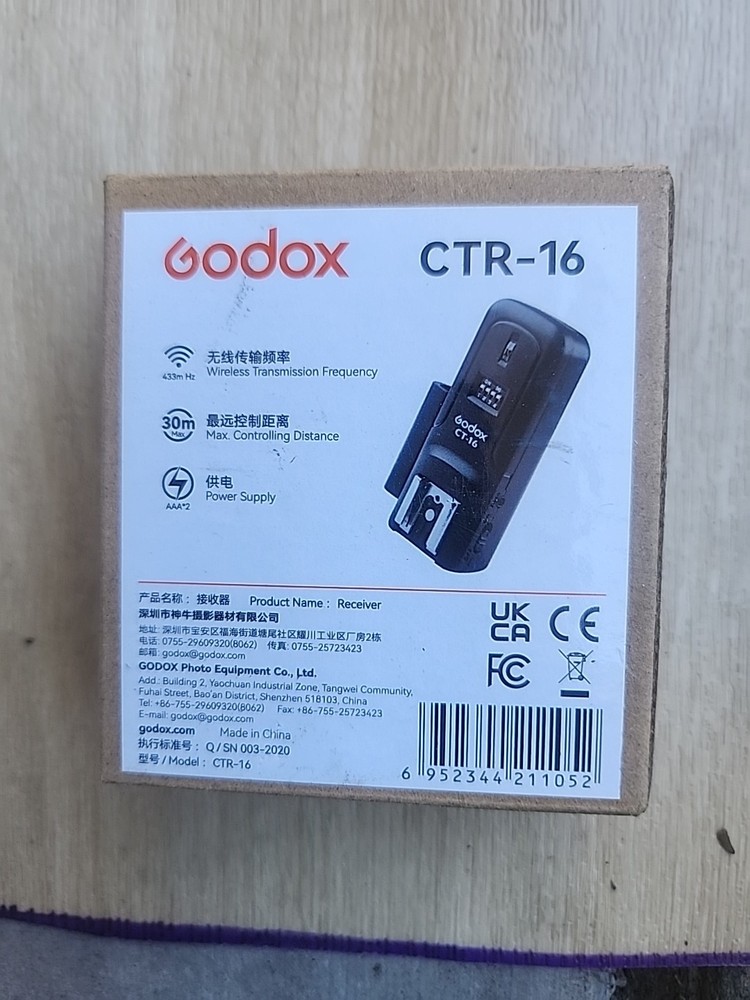 Godox
CTR-16
433m Hz
无线传输频率
Wireless Transmission Frequency
30m
Max
最远控制距离
Max. Controlling Distance
AAA*2
供电
Power Supply
Godox
CT-16
产品名称：接收器 Product Name：Receiver
深圳市神牛摄影器材有限公司
地址: 深圳市宝安区福海街道塘尾社区耀川工业区厂房2栋
电话: 0755-29609320(8062) 传真: 0755-25723423
邮箱: godox@godox.com
GODOX Photo Equipment Co., Ltd.
Add.: Building 2, Yaochuan Industrial Zone, Tangwei Community,
Fuhai Street, Bao'an District, Shenzhen 518103, China
Tel: +86-755-29609320(8062) Fax: +86-755-25723423
E-mail: godox@godox.com
godox.com Made in China
执行标准号：Q/SN 003-2020
型号/Model：CTR-16
UK
CA
CE
FC
6 952344 211052